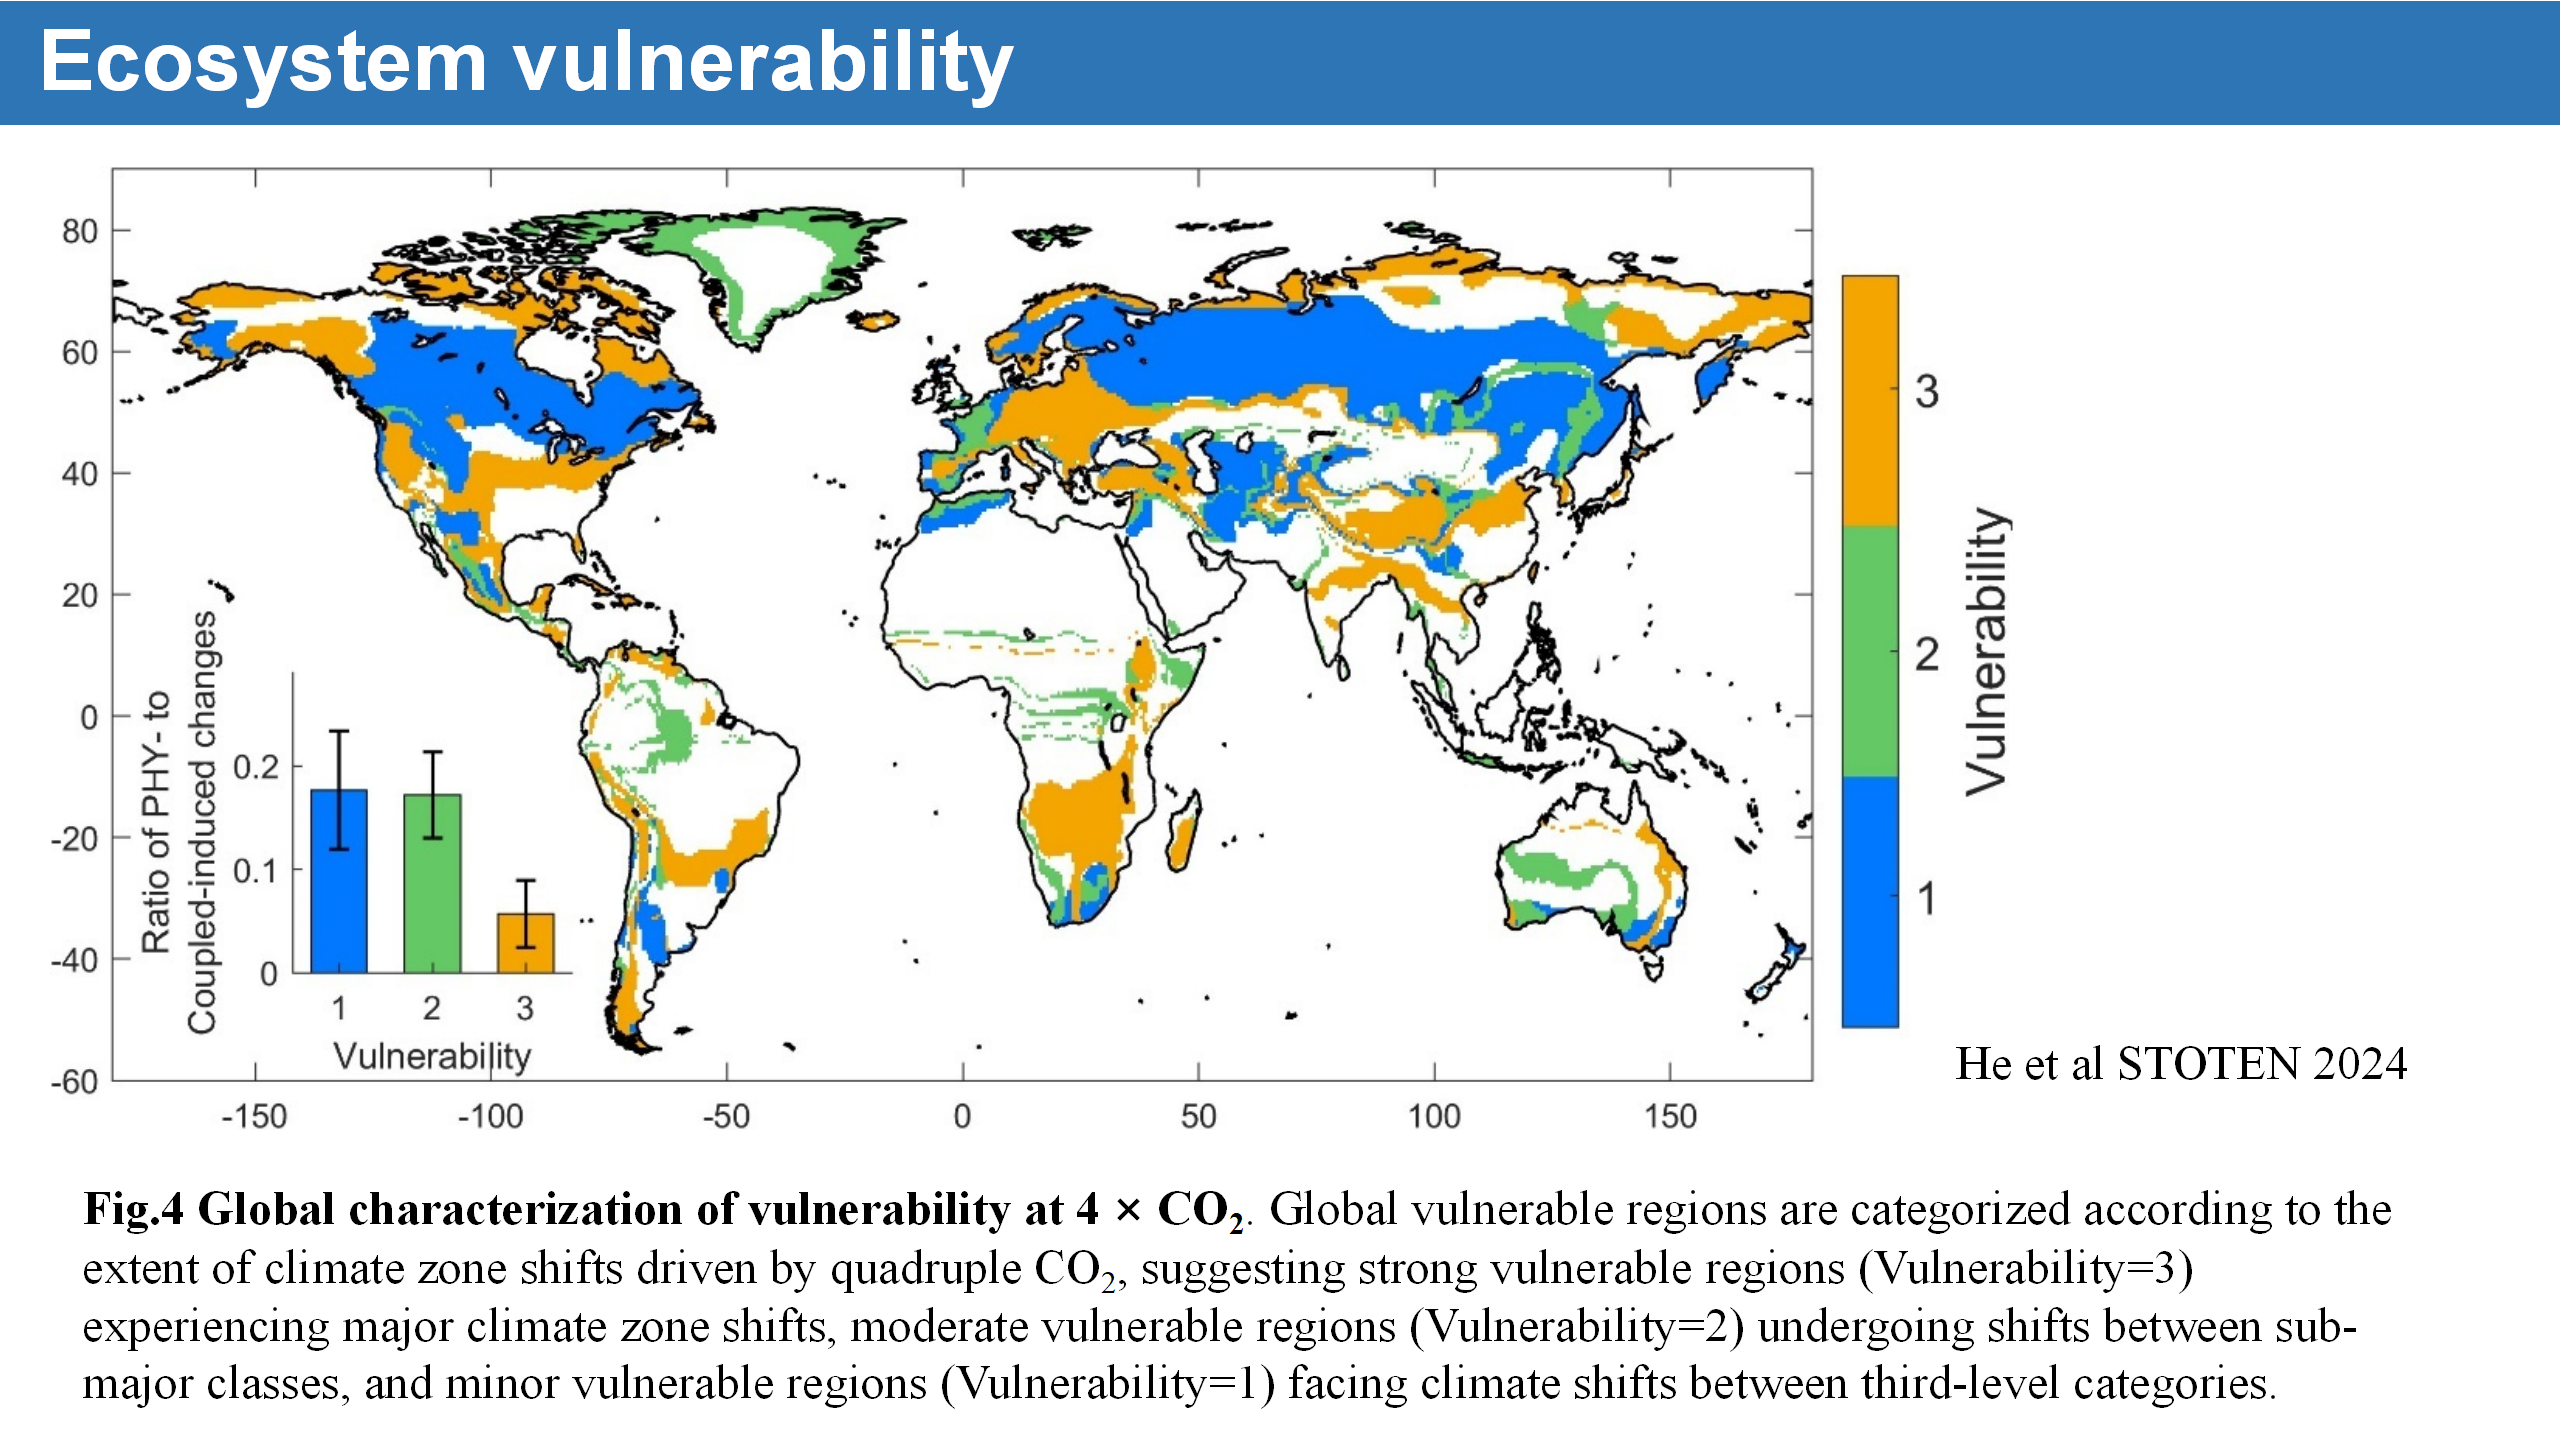 Ecosystem vulnerability
80
60
40
20
0
-20
-40
-60
-150
-100
-50
0
50
100
150
Ratio of PHY- to
Coupled-induced changes
0.2
0.1
0
1
2
3
Vulnerability
3
2
1
Vulnerability
He et al STOTEN 2024
Fig.4 Global characterization of vulnerability at 4 × CO₂. Global vulnerable regions are categorized according to the
extent of climate zone shifts driven by quadruple CO₂, suggesting strong vulnerable regions (Vulnerability=3)
experiencing major climate zone shifts, moderate vulnerable regions (Vulnerability=2) undergoing shifts between sub-
major classes, and minor vulnerable regions (Vulnerability=1) facing climate shifts between third-level categories.